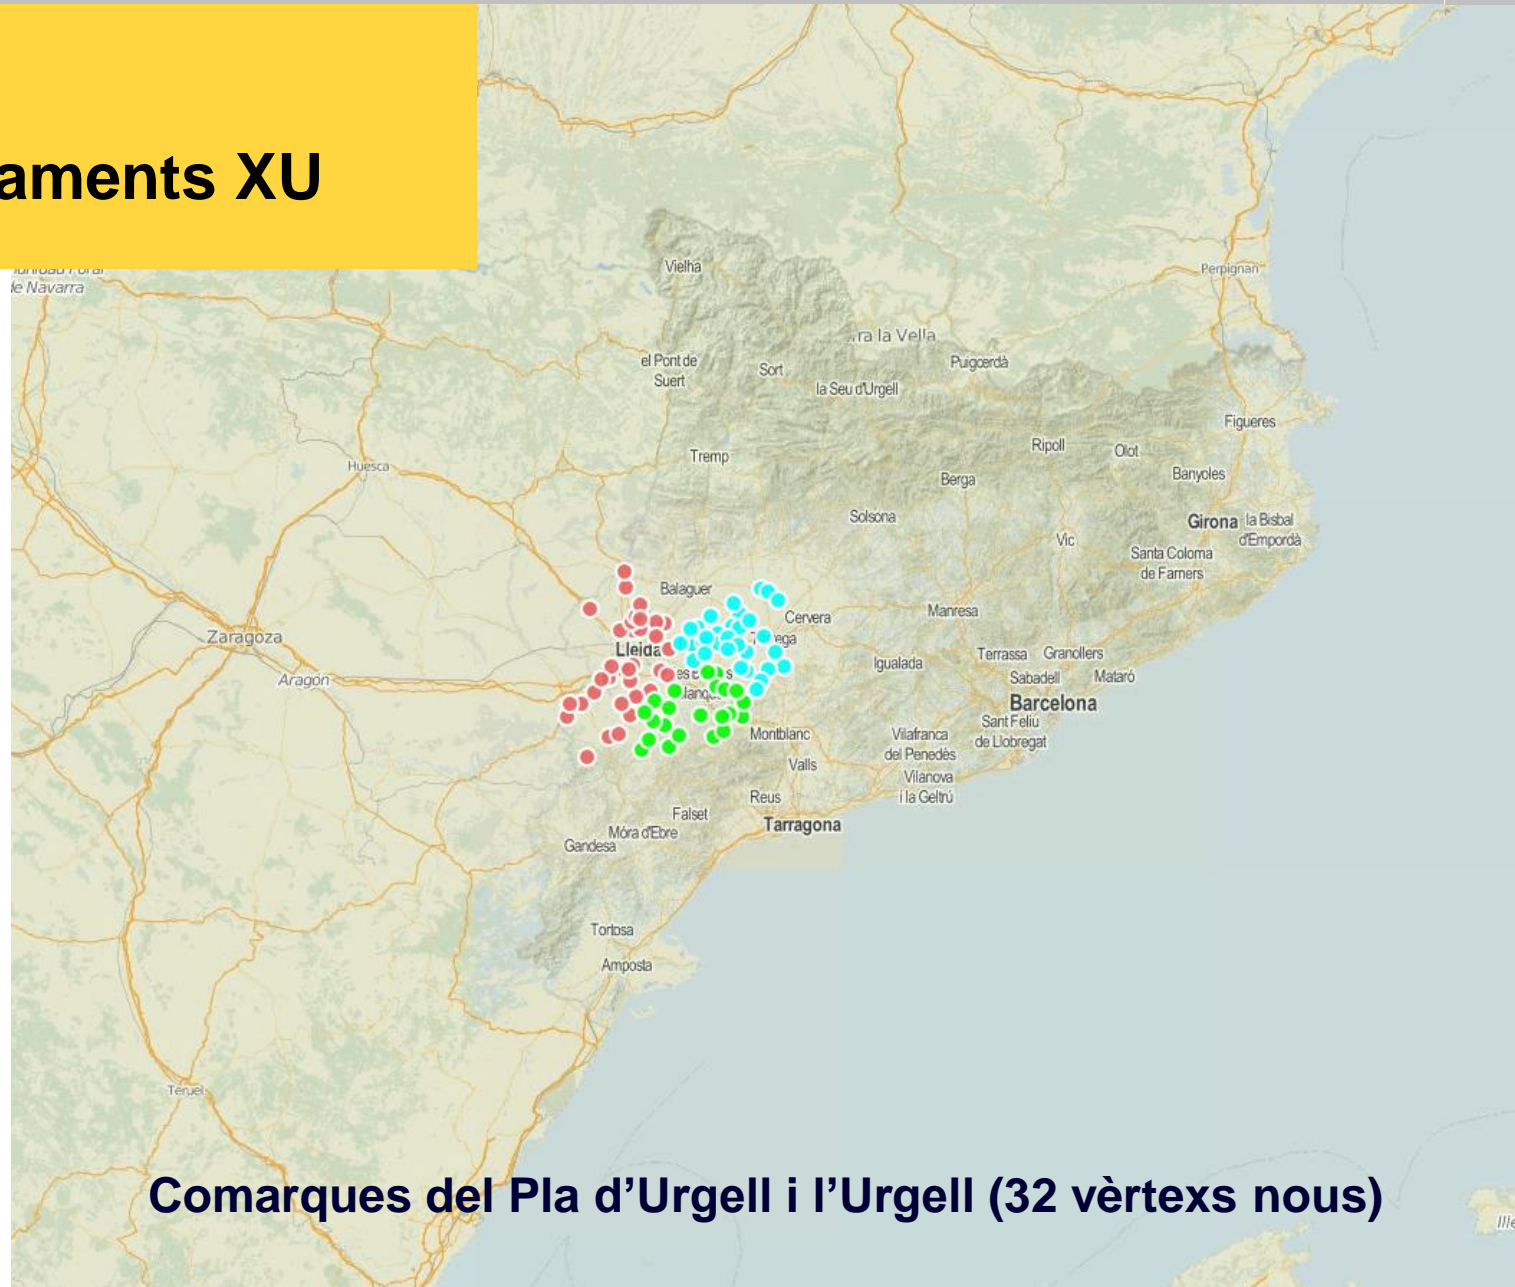 aments XU
de Navarra
Vielha
Perpignan
ra la Vella
el Pont de
Suert
Sort
Puigcerdà
la Seu d'Urgell
Figueres
Ripoll
Olot
Tremp
Huesca
Berga
Banyoles
Solsona
Girona
la Bisbal
d'Empordà
Vic
Santa Coloma
de Farners
Balaguer
Manresa
Cervera
Zaragoza
Lleida
Terrassa
Granollers
Igualada
Sabadell
Mataró
Aragón
Barcelona
Sant Feliu
de Llobregat
Montblanc
Vilafranca
del Penedès
Valls
Vilanova
i la Geltrú
Reus
Falset
Tarragona
Móra d'Ebre
Gandesa
Tortosa
Amposta
Teruel
Comarques del Pla d’Urgell i l’Urgell (32 vèrtexs nous)